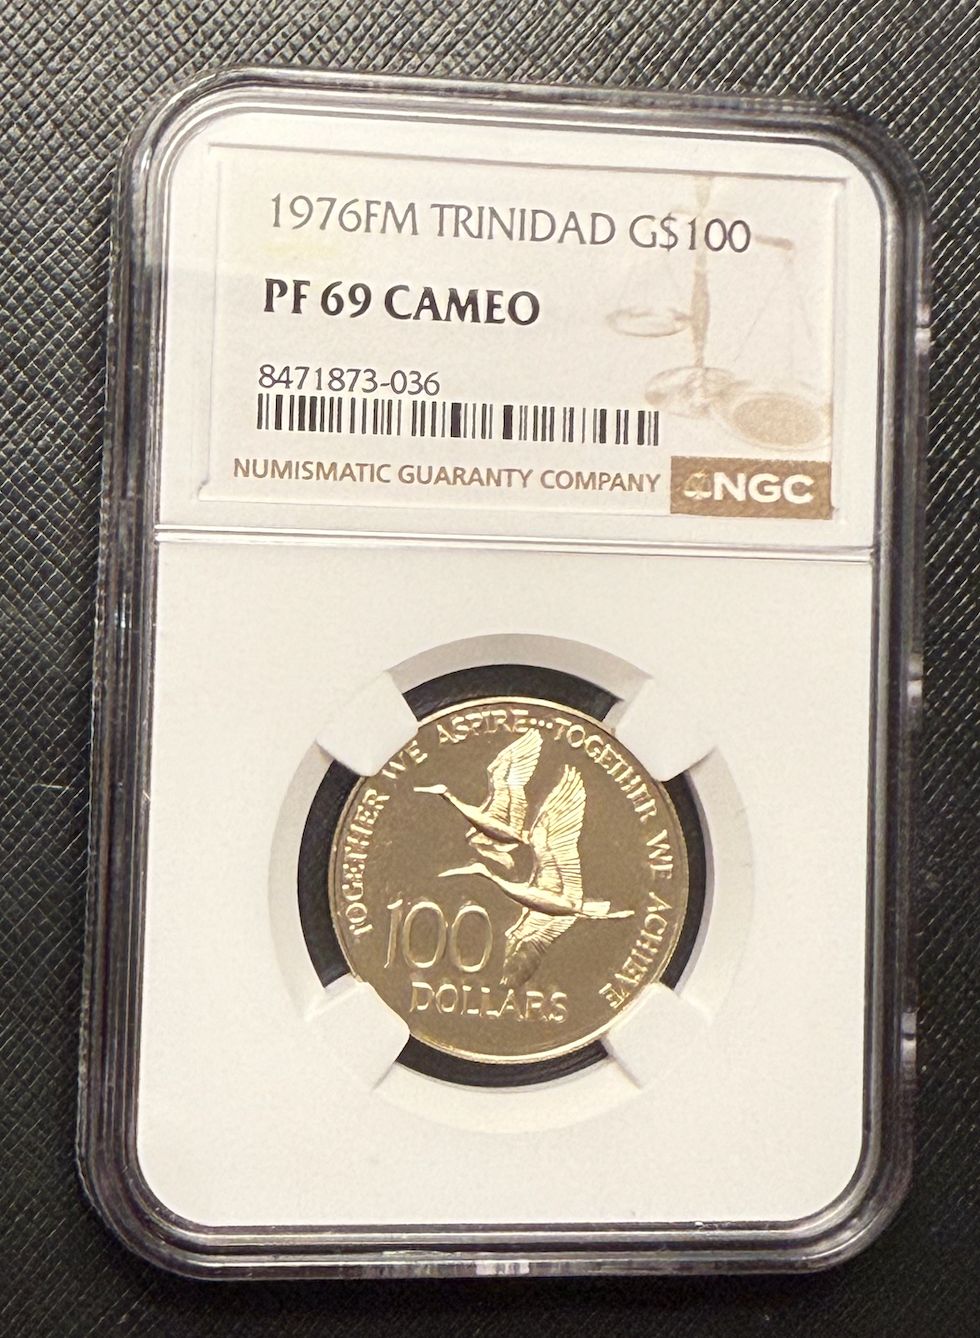 1976FM TRINIDAD G$100
PF 69 CAMEO
8471873-036
NUMISMATIC GUARANTY COMPANY
NGC
TOGETHER WE ASPIRE···TOGETHER WE ACHIEVE
100
DOLLARS